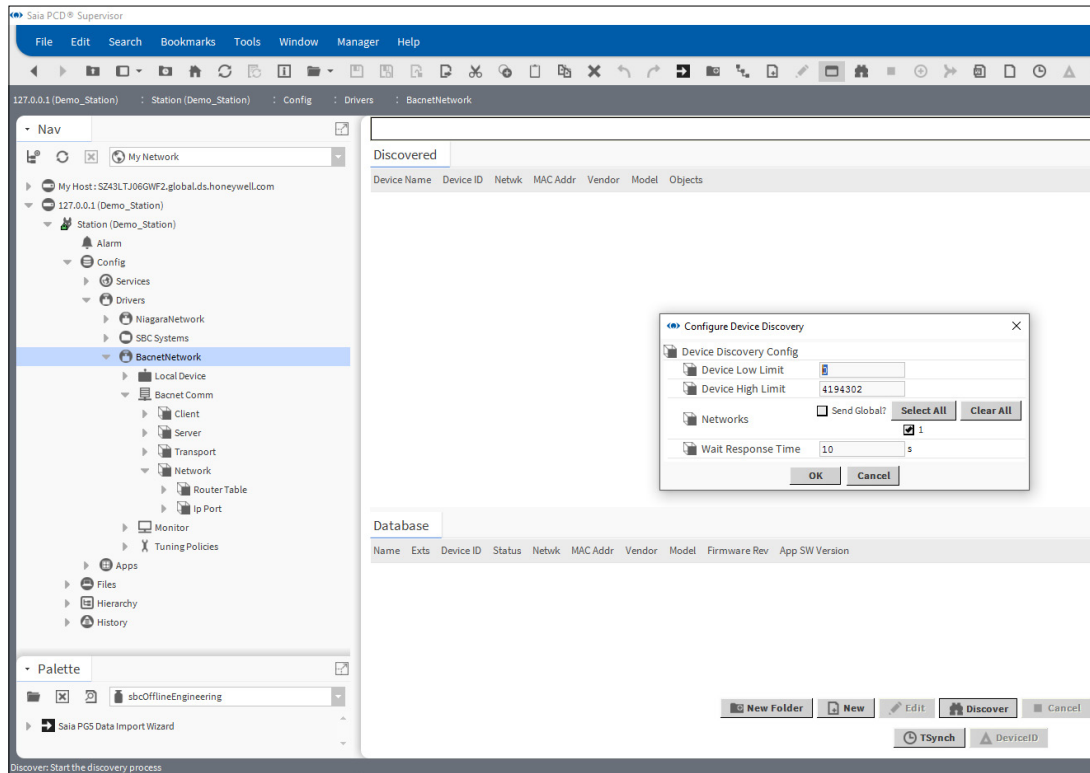 Saia PCD® Supervisor
File Edit Search Bookmarks Tools Window Manager Help
127.0.0.1 (Demo_Station) : Station (Demo_Station) : Config : Drivers : BacnetNetwork
Nav
My Network
My Host : SZ43LTJ06GWF2.global.ds.honeywell.com
127.0.0.1 (Demo_Station)
Station (Demo_Station)
Alarm
Config
Services
Drivers
NiagaraNetwork
SBC Systems
BacnetNetwork
Local Device
Bacnet Comm
Client
Server
Transport
Network
Router Table
Ip Port
Monitor
Tuning Policies
Apps
Files
Hierarchy
History
Palette
sbcOfflineEngineering
Saia PG5 Data Import Wizard
Discovered
Device Name Device ID Netwk MAC Addr Vendor Model Objects
Configure Device Discovery
Device Discovery Config
Device Low Limit 0
Device High Limit 4194302
Networks Send Global? Select All Clear All
1
Wait Response Time 10 s
OK Cancel
Database
Name Exts Device ID Status Netwk MAC Addr Vendor Model Firmware Rev App SW Version
New Folder New Edit Discover Cancel
TSynch DeviceID
Discover: Start the discovery process